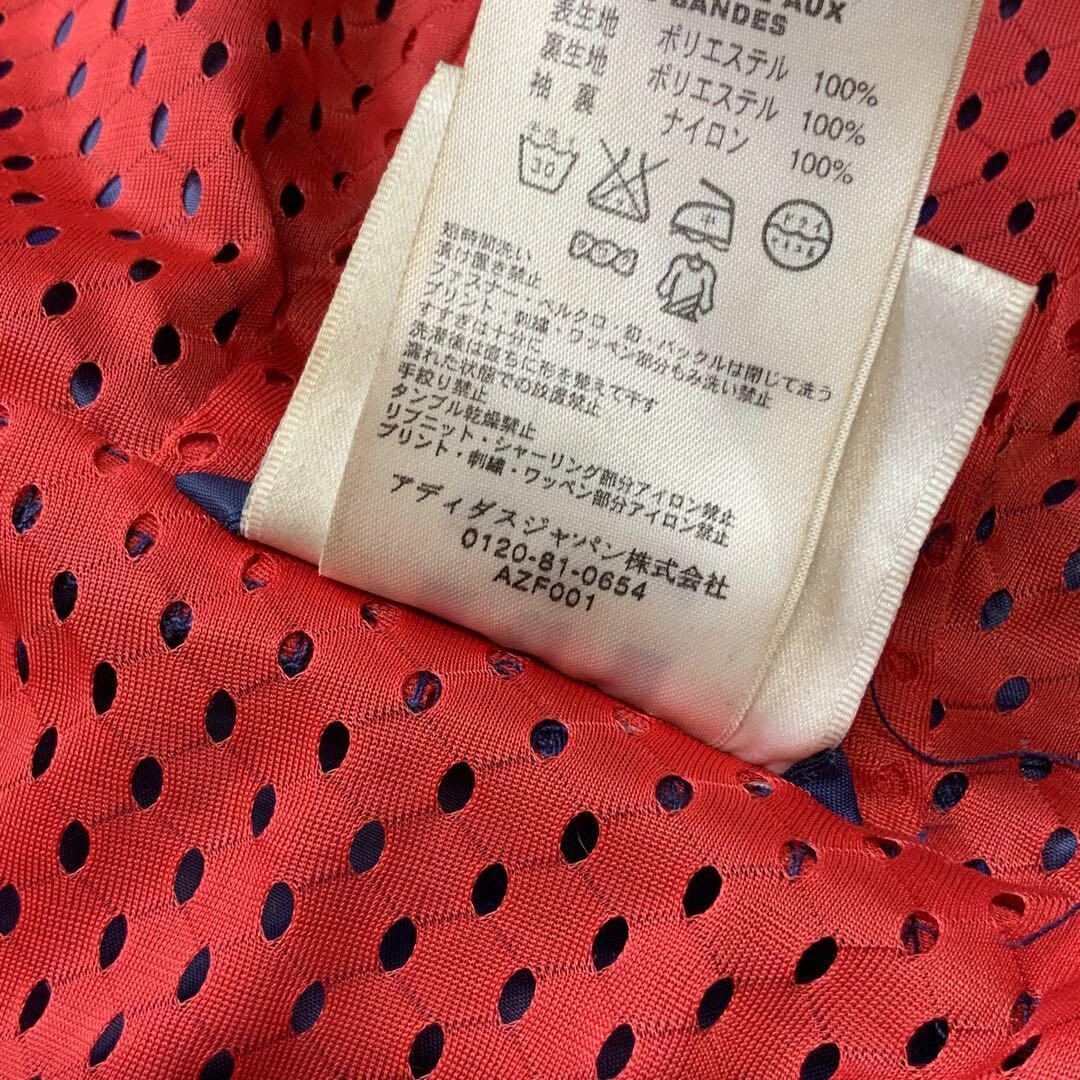 AUX
BANDES
表生地 ポリエステル 100%
裏生地 ポリエステル 100%
袖 裏 ナイロン 100%
30
短時間洗い
漬け置き禁止
ファスナー・ベルクロ・釦・バックルは閉じて洗う
プリント・刺繍・ワッペン部分もみ洗い禁止
すすぎは十分に
洗濯後は直ちに形を整えて干す
濡れた状態での放置禁止
手絞り禁止
タンブル乾燥禁止
リブニット・シャーリング部分アイロン禁止
プリント・刺繍・ワッペン部分アイロン禁止
アディダスジャパン株式会社
0120-81-0654
AZF001